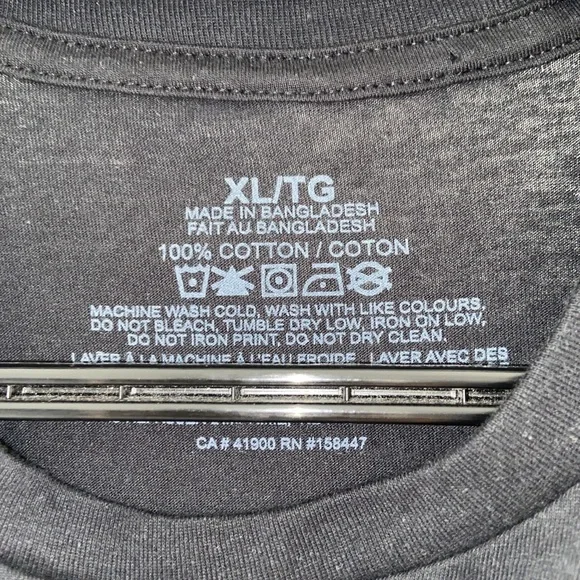 XL/TG
MADE IN BANGLADESH
FAIT AU BANGLADESH
100% COTTON / COTON
MACHINE WASH COLD, WASH WITH LIKE COLOURS,
DO NOT BLEACH, TUMBLE DRY LOW, IRON ON LOW,
DO NOT IRON PRINT, DO NOT DRY CLEAN.
LAVER À LA MACHINE À L'EAU FROIDE, LAVER AVEC DES
CA# 41900 RN #158447